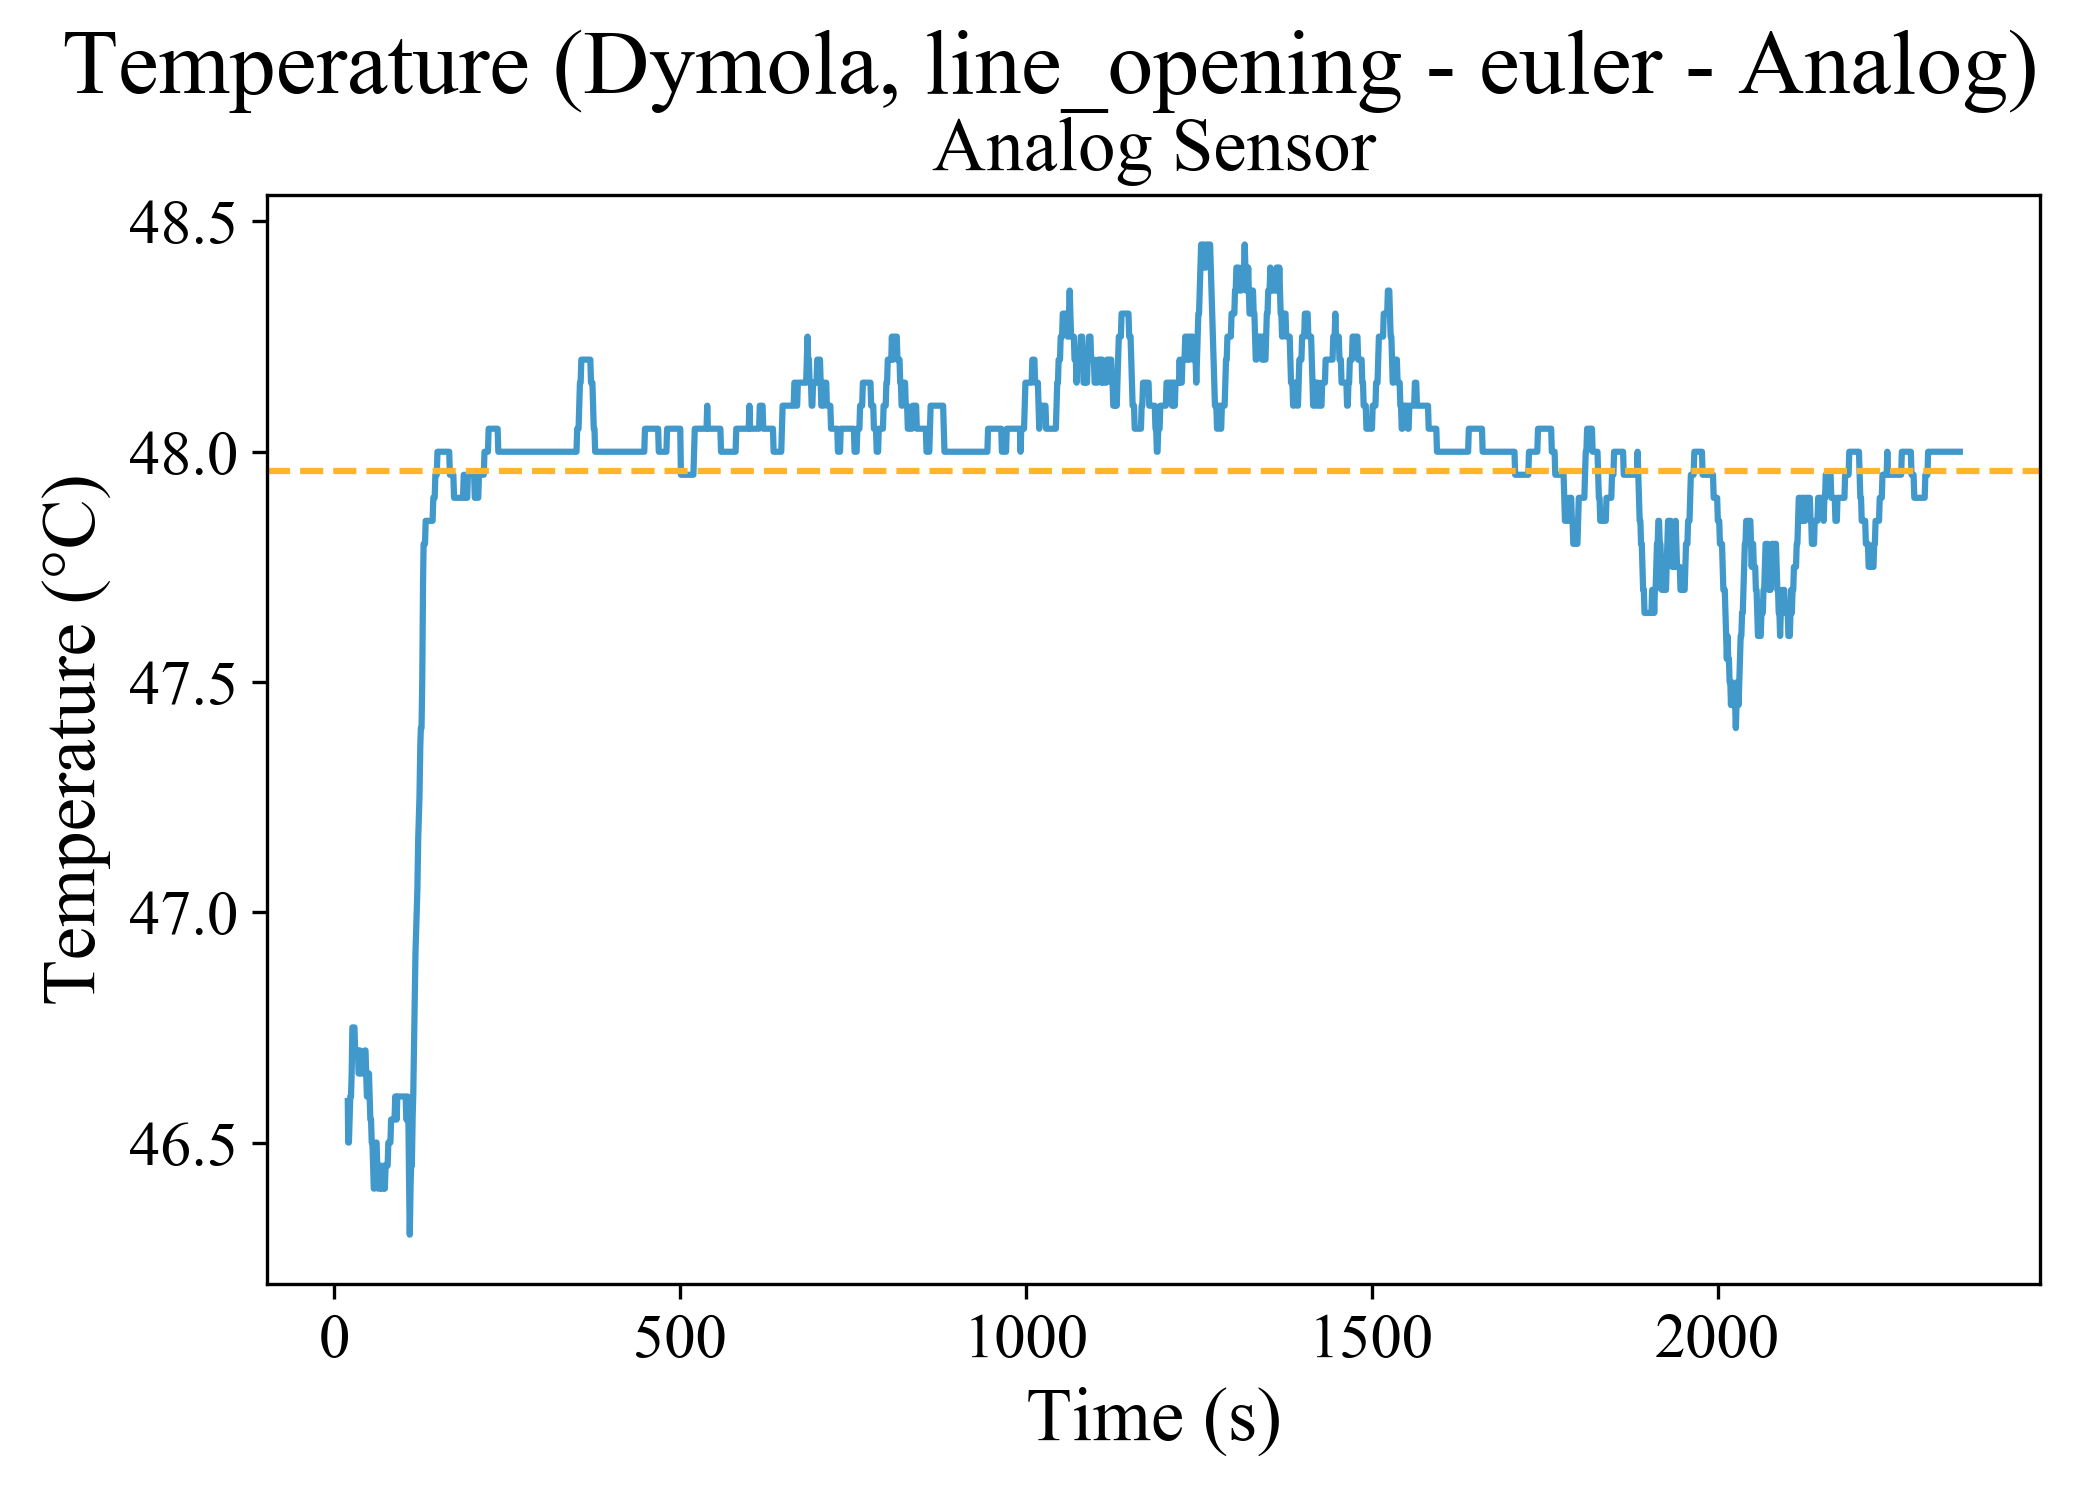 Temperature (Dymola, line_opening - euler - Analog)
Analog Sensor
48.5
48.0
47.5
47.0
46.5
Temperature (°C)
0 500 1000 1500 2000
Time (s)